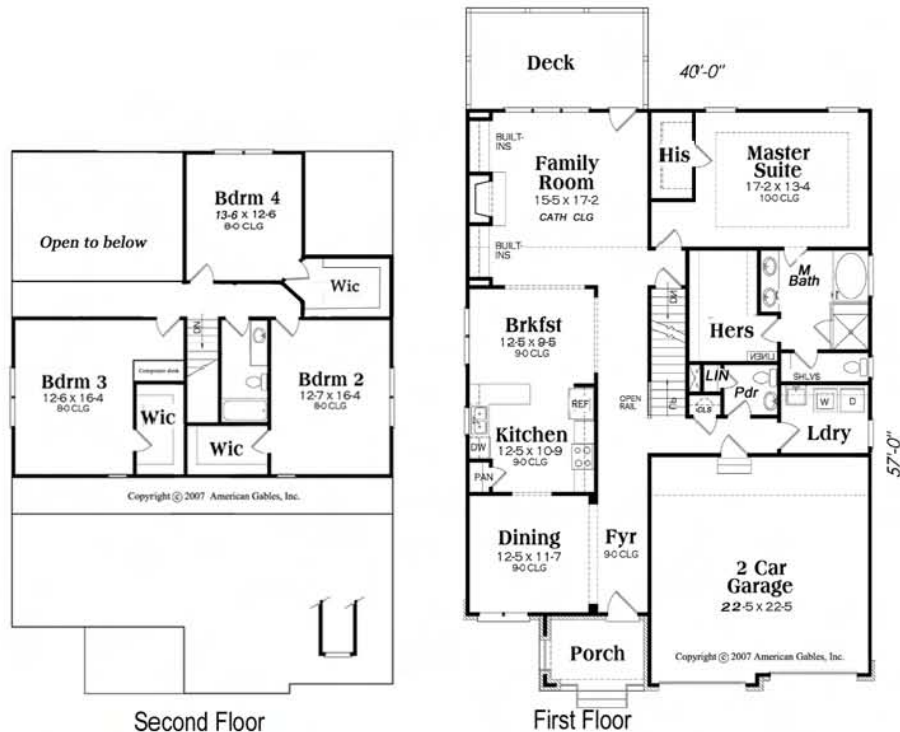 Bdrm 4
13-6 x 12-6
8-0 CLG
Open to below
Wic
DN
Bdrm 3
12-6 x 16-4
8-0 CLG
Computer desk
Wic
Wic
Bdrm 2
12-7 x 16-4
8-0 CLG
Copyright © 2007 American Gables, Inc.
Second Floor
Deck
40'-0"
BUILT-
INS
Family
Room
15-5 x 17-2
CATH CLG
BUILT-
INS
His
Master
Suite
17-2 x 13-4
10-0 CLG
M
Bath
DN
Hers
LINEN
Brkfst
12-5 x 9-5
9-0 CLG
LIN
Pdr
SHLVS
W
D
Ldry
CLS
UP
OPEN
RAIL
REF
Kitchen
12-5 x 10-9
9-0 CLG
DW
PAN
57'-0"
Dining
12-5 x 11-7
9-0 CLG
Fyr
9-0 CLG
2 Car
Garage
22-5 x 22-5
Porch
Copyright © 2007 American Gables, Inc.
First Floor